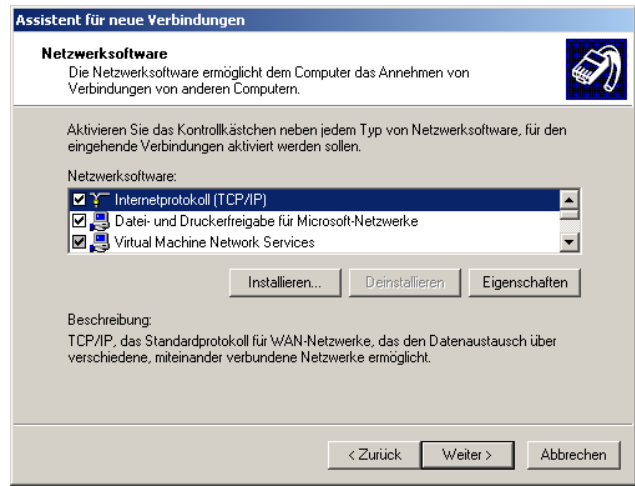 Assistent für neue Verbindungen
Netzwerksoftware
Die Netzwerksoftware ermöglicht dem Computer das Annehmen von
Verbindungen von anderen Computern.
Aktivieren Sie das Kontrollkästchen neben jedem Typ von Netzwerksoftware, für den
eingehende Verbindungen aktiviert werden sollen.
Netzwerksoftware:
Internetprotokoll (TCP/IP)
Datei- und Druckerfreigabe für Microsoft-Netzwerke
Virtual Machine Network Services
Installieren... Deinstallieren Eigenschaften
Beschreibung:
TCP/IP, das Standardprotokoll für WAN-Netzwerke, das den Datenaustausch über
verschiedene, miteinander verbundene Netzwerke ermöglicht.
< Zurück Weiter > Abbrechen